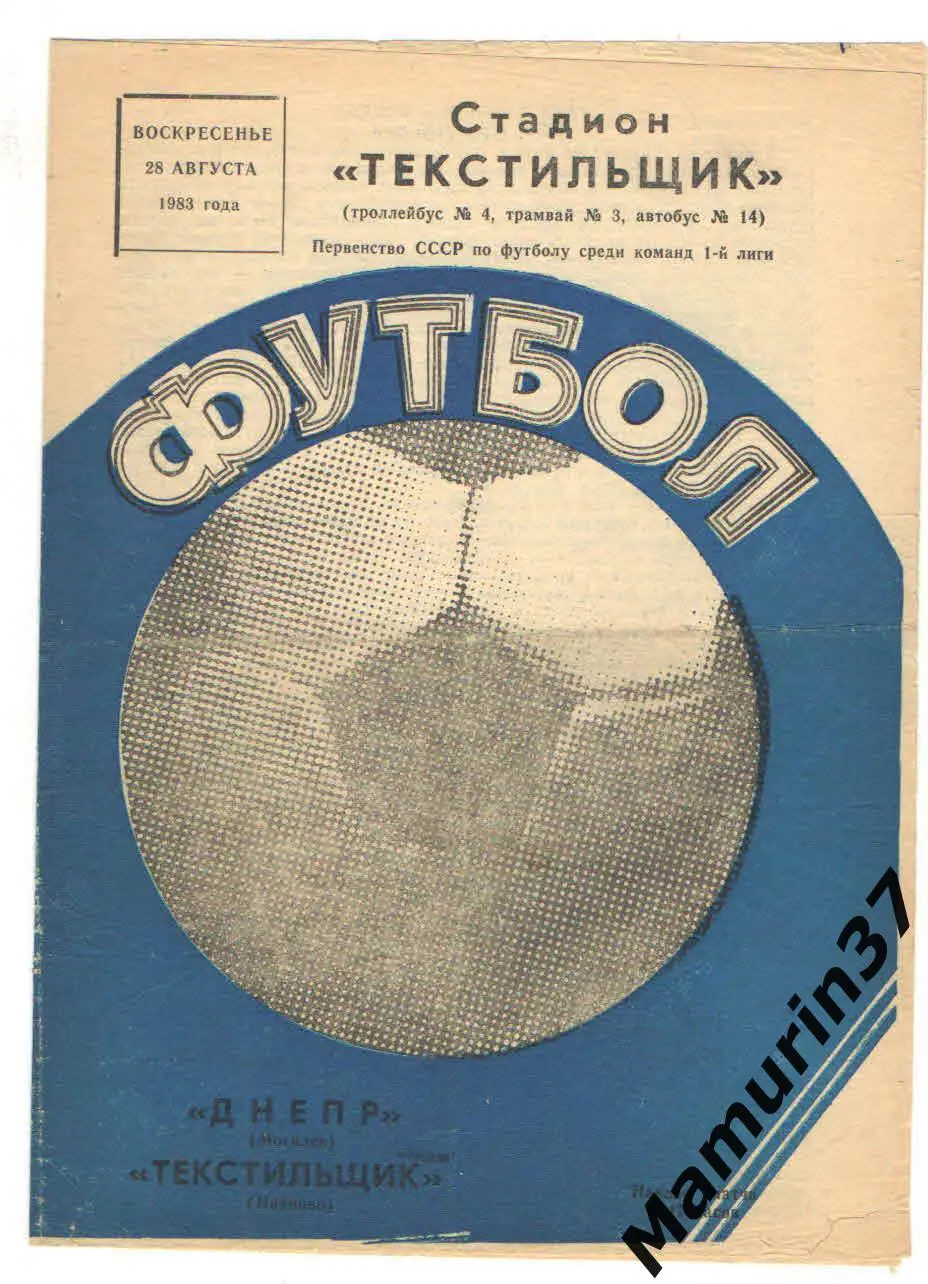 ВОСКРЕСЕНЬЕ
28 АВГУСТА
1983 года
Стадион
«ТЕКСТИЛЬЩИК»
(троллейбус № 4, трамвай № 3, автобус № 14)
Первенство СССР по футболу среди команд 1-й лиги
ФУТБОЛ
«ДНЕПР»
(Могилев)
«ТЕКСТИЛЬЩИК»
(Иваново)
Mamurin37